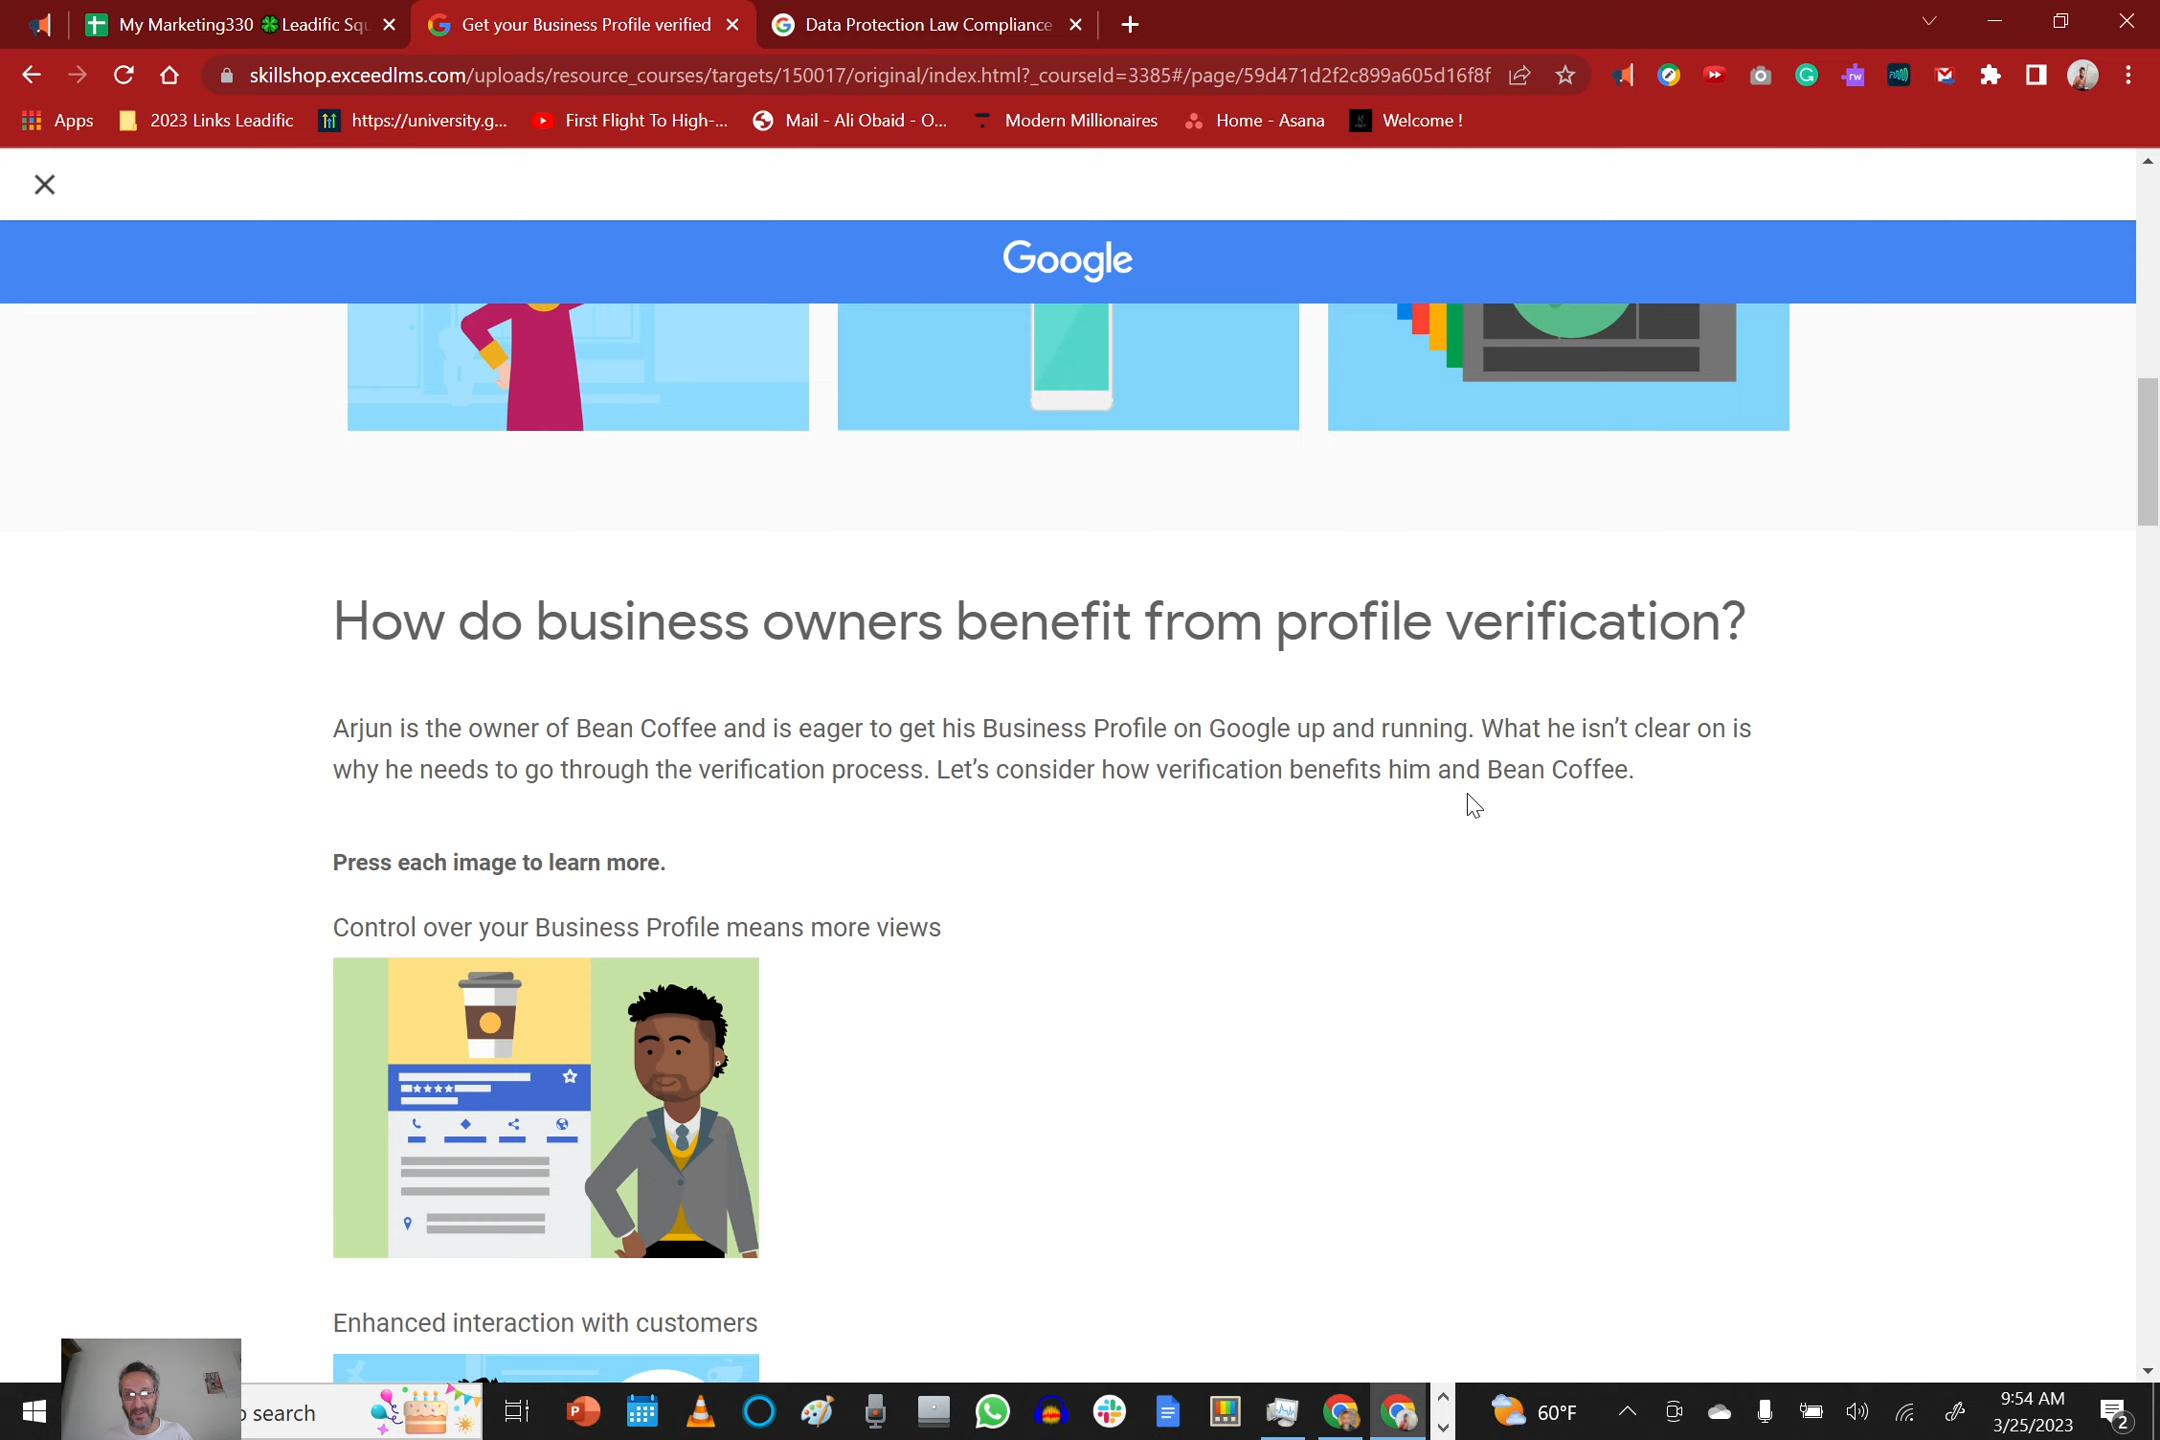 My Marketing330 🍀Leadific Squ
Get your Business Profile verified
Data Protection Law Compliance
skillshop.exceedlms.com/uploads/resource_courses/targets/150017/original/index.html?_courseId=3385#/page/59d471d2f2c899a605d16f8f
Apps
2023 Links Leadific
https://university.g...
First Flight To High-...
Mail - Ali Obaid - O...
Modern Millionaires
Home - Asana
Welcome !
Google
How do business owners benefit from profile verification?
Arjun is the owner of Bean Coffee and is eager to get his Business Profile on Google up and running. What he isn’t clear on is
why he needs to go through the verification process. Let’s consider how verification benefits him and Bean Coffee.
Press each image to learn more.
Control over your Business Profile means more views
Enhanced interaction with customers
search
60°F
9:54 AM
3/25/2023
2